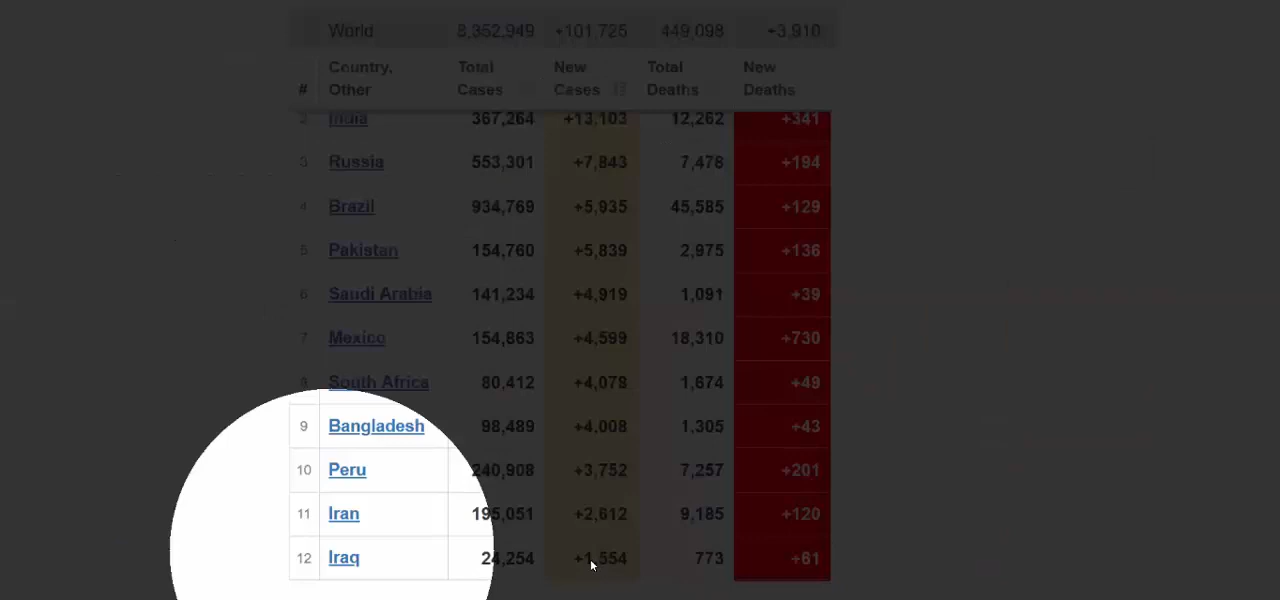 World 8,352,949 +101,725 449,098 +3,910
# Country, Other Total Cases New Cases Total Deaths New Deaths
2 India 367,264 +13,103 12,262 +341
3 Russia 553,301 +7,843 7,478 +194
4 Brazil 934,769 +5,935 45,585 +129
5 Pakistan 154,760 +5,839 2,975 +136
6 Saudi Arabia 141,234 +4,919 1,091 +39
7 Mexico 154,863 +4,599 18,310 +730
8 South Africa 80,412 +4,078 1,674 +49
9 Bangladesh 98,489 +4,008 1,305 +43
10 Peru 240,908 +3,752 7,257 +201
11 Iran 195,051 +2,612 9,185 +120
12 Iraq 24,254 +1,554 773 +61